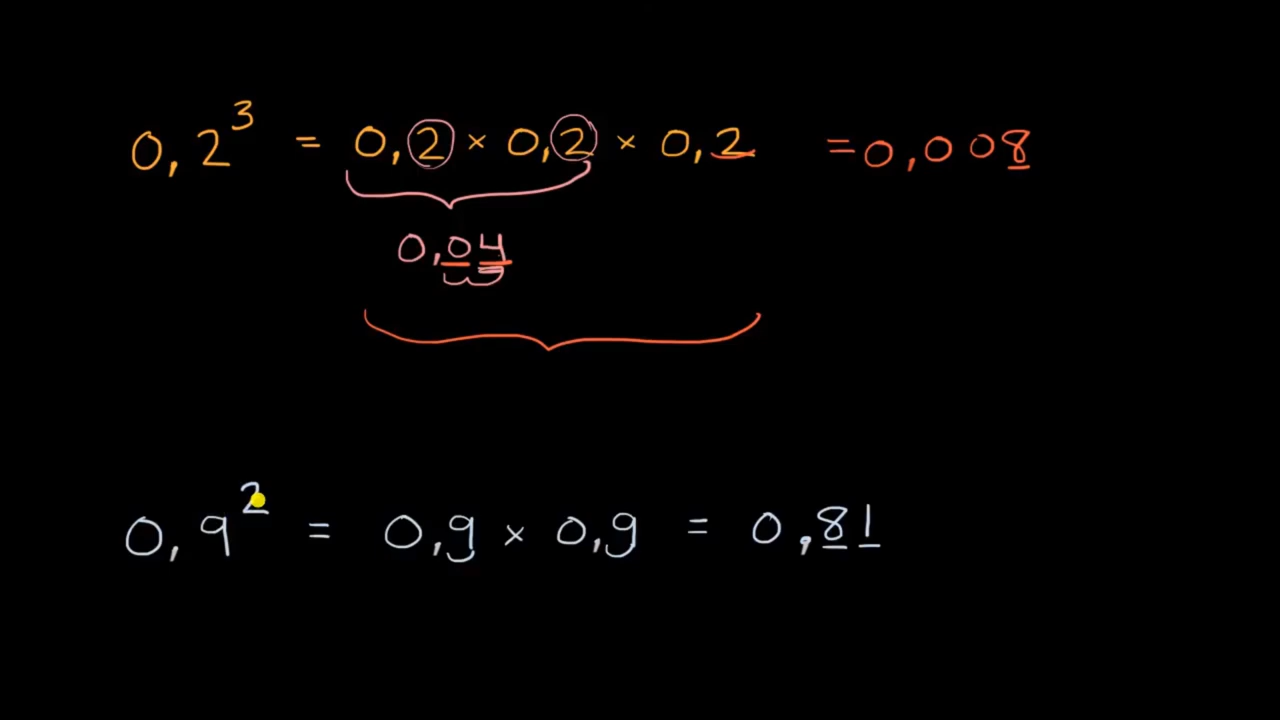 0,2³ = 0,2 × 0,2 × 0,2 = 0,008
0,04
0,9² = 0,9 × 0,9 = 0,81